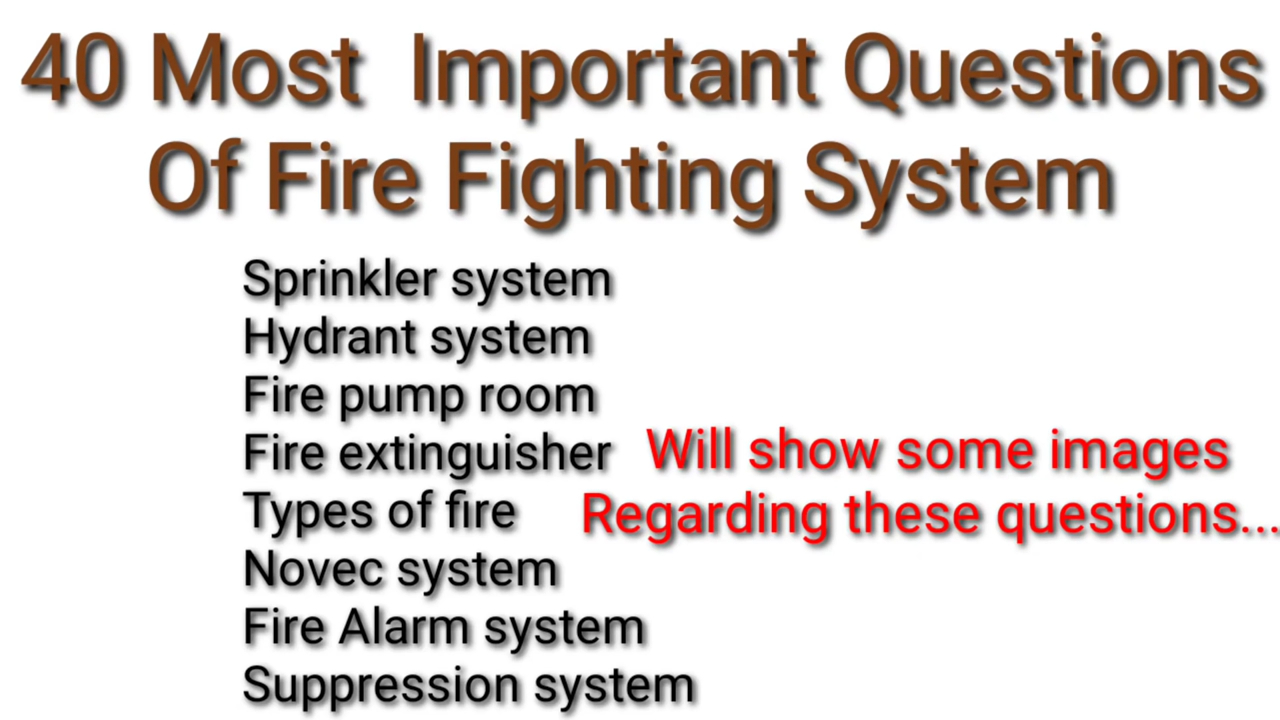 40 Most Important Questions
Of Fire Fighting System
Sprinkler system
Hydrant system
Fire pump room
Fire extinguisher
Types of fire
Novec system
Fire Alarm system
Suppression system
Will show some images
Regarding these questions...